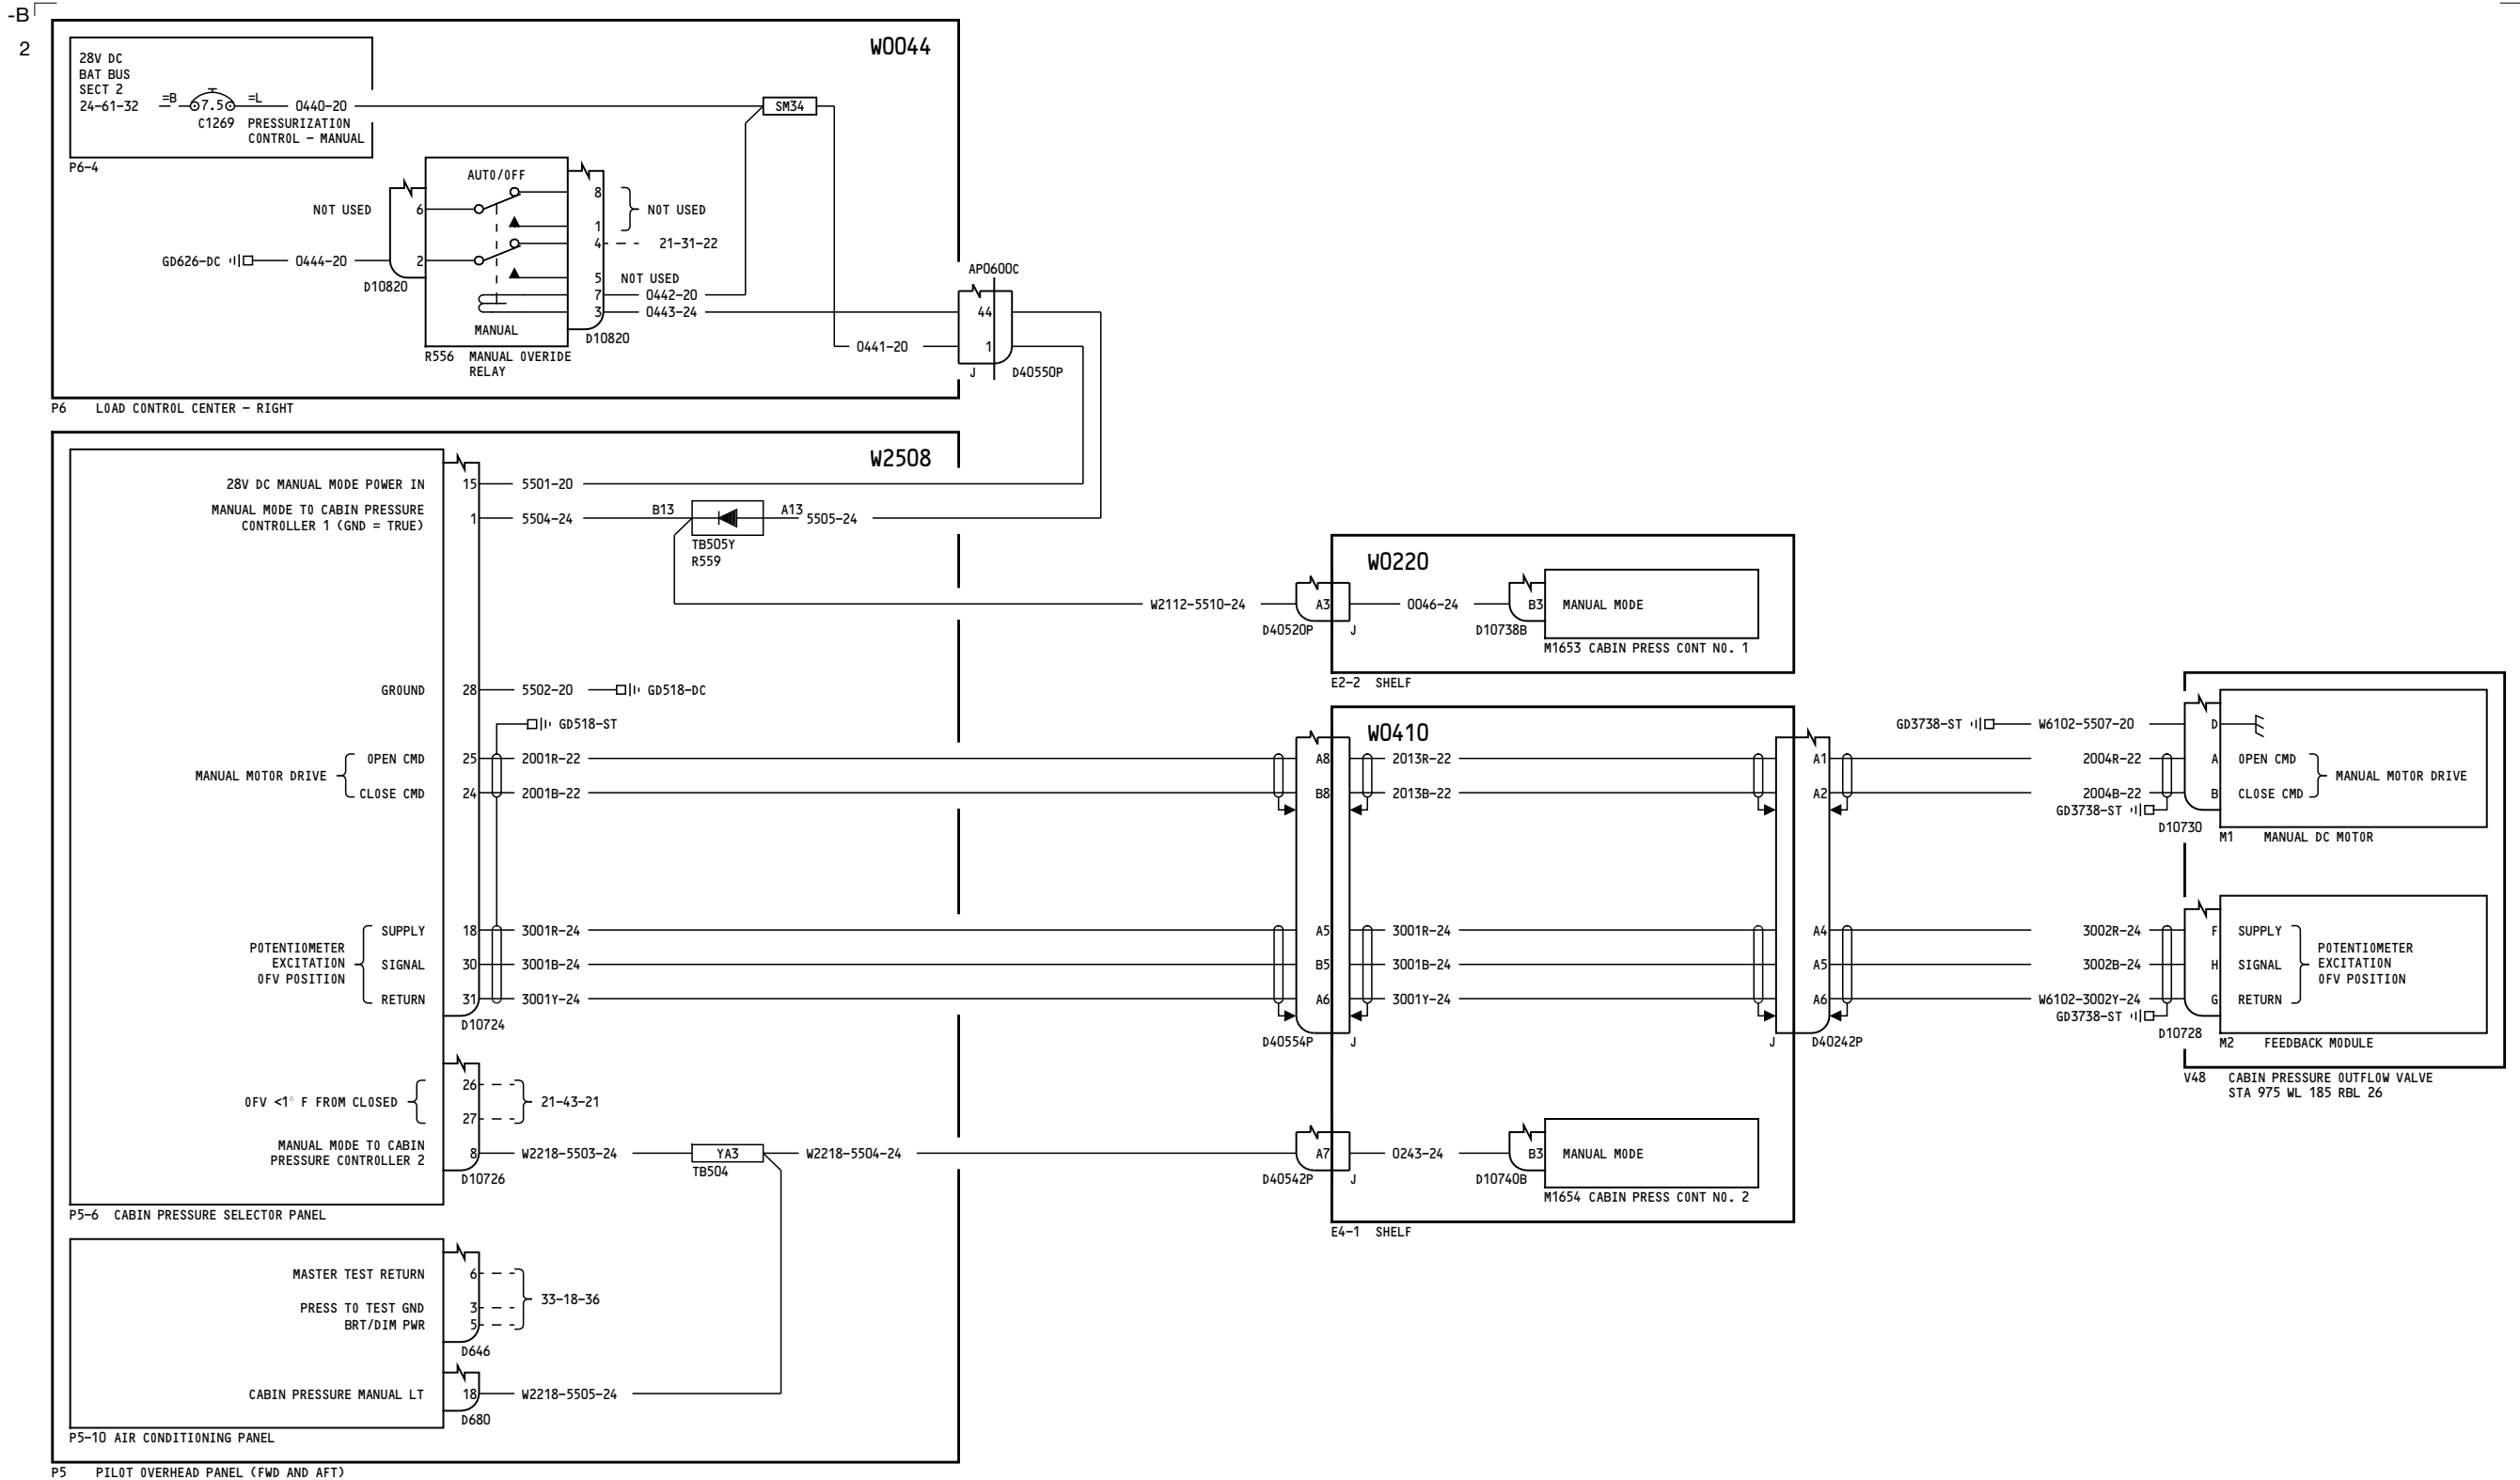 -B
2
W0044
28V DC
BAT BUS
SECT 2
24-61-32
=B
7.5
=L
0440-20
C1269 PRESSURIZATION
CONTROL - MANUAL
SM34
P6-4
AUTO/OFF
NOT USED
6
8
1
NOT USED
4
21-31-22
GD626-DC
0444-20
2
5
NOT USED
D10820
7
0442-20
3
0443-24
MANUAL
D10820
R556 MANUAL OVERIDE
RELAY
0441-20
AP0600C
44
1
J
D40550P
P6 LOAD CONTROL CENTER - RIGHT
W2508
28V DC MANUAL MODE POWER IN
15
5501-20
MANUAL MODE TO CABIN PRESSURE
CONTROLLER 1 (GND = TRUE)
1
5504-24
B13
A13
5505-24
TB505Y
R559
W0220
W2112-5510-24
A3
0046-24
B3
MANUAL MODE
D40520P
J
D10738B
M1653 CABIN PRESS CONT NO. 1
E2-2 SHELF
GROUND
28
5502-20
GD518-DC
GD518-ST
W0410
GD3738-ST
W6102-5507-20
D
MANUAL MOTOR DRIVE
OPEN CMD
25
2001R-22
A8
2013R-22
A1
2004R-22
A
OPEN CMD
MANUAL MOTOR DRIVE
CLOSE CMD
24
2001B-22
B8
2013B-22
A2
2004B-22
B
CLOSE CMD
GD3738-ST
D10730
M1 MANUAL DC MOTOR
POTENTIOMETER
EXCITATION
OFV POSITION
SUPPLY
18
3001R-24
A5
3001R-24
A4
3002R-24
F
SUPPLY
SIGNAL
30
3001B-24
B5
3001B-24
A5
3002B-24
H
SIGNAL
RETURN
31
3001Y-24
A6
3001Y-24
A6
W6102-3002Y-24
G
RETURN
POTENTIOMETER
EXCITATION
OFV POSITION
GD3738-ST
D10724
D40554P
J
J
D40242P
D10728
M2 FEEDBACK MODULE
V48 CABIN PRESSURE OUTFLOW VALVE
STA 975 WL 185 RBL 26
OFV <1° F FROM CLOSED
26
27
21-43-21
MANUAL MODE TO CABIN
PRESSURE CONTROLLER 2
8
W2218-5503-24
YA3
W2218-5504-24
TB504
D10726
A7
0243-24
B3
MANUAL MODE
D40542P
J
D10740B
M1654 CABIN PRESS CONT NO. 2
E4-1 SHELF
P5-6 CABIN PRESSURE SELECTOR PANEL
MASTER TEST RETURN
6
PRESS TO TEST GND
3
BRT/DIM PWR
5
33-18-36
D646
CABIN PRESSURE MANUAL LT
18
W2218-5505-24
D680
P5-10 AIR CONDITIONING PANEL
P5 PILOT OVERHEAD PANEL (FWD AND AFT)